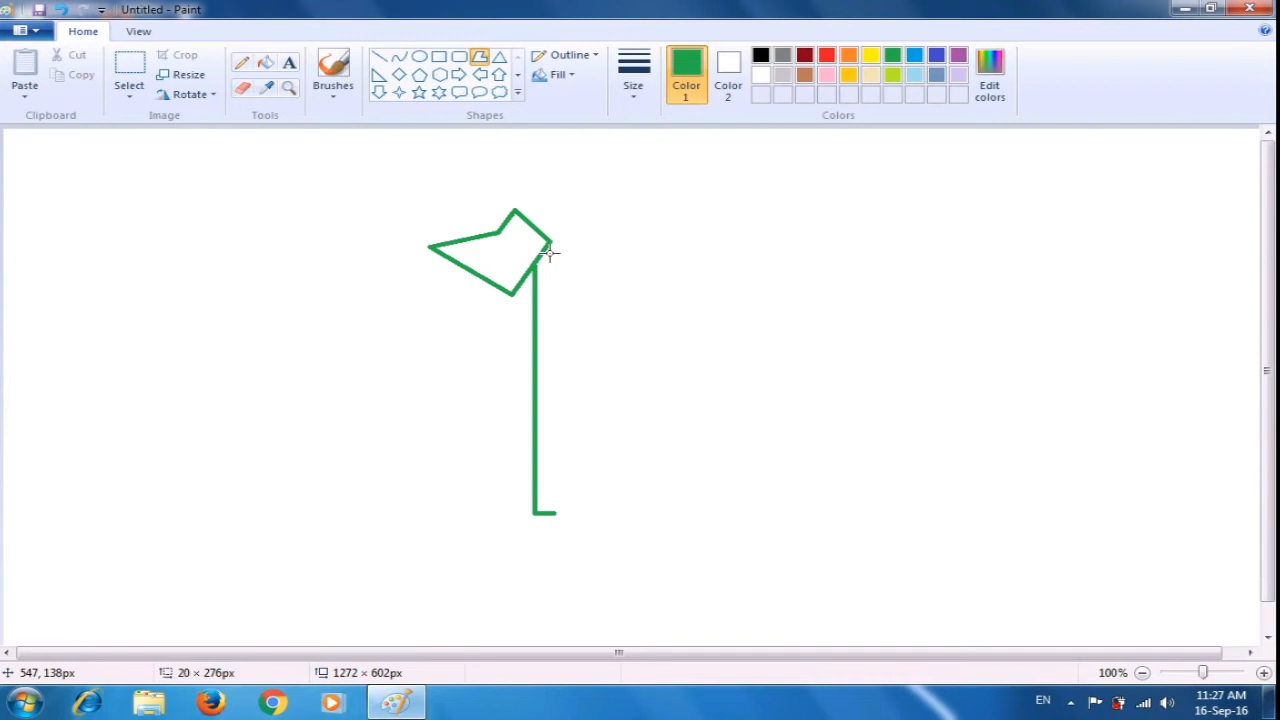 Untitled - Paint
Home
View
Paste
Cut
Copy
Clipboard
Select
Crop
Resize
Rotate
Image
Tools
Brushes
Outline
Fill
Shapes
Size
Color 1
Color 2
Edit colors
Colors
547, 138px
20 × 276px
1272 × 602px
100%
EN
11:27 AM
16-Sep-16